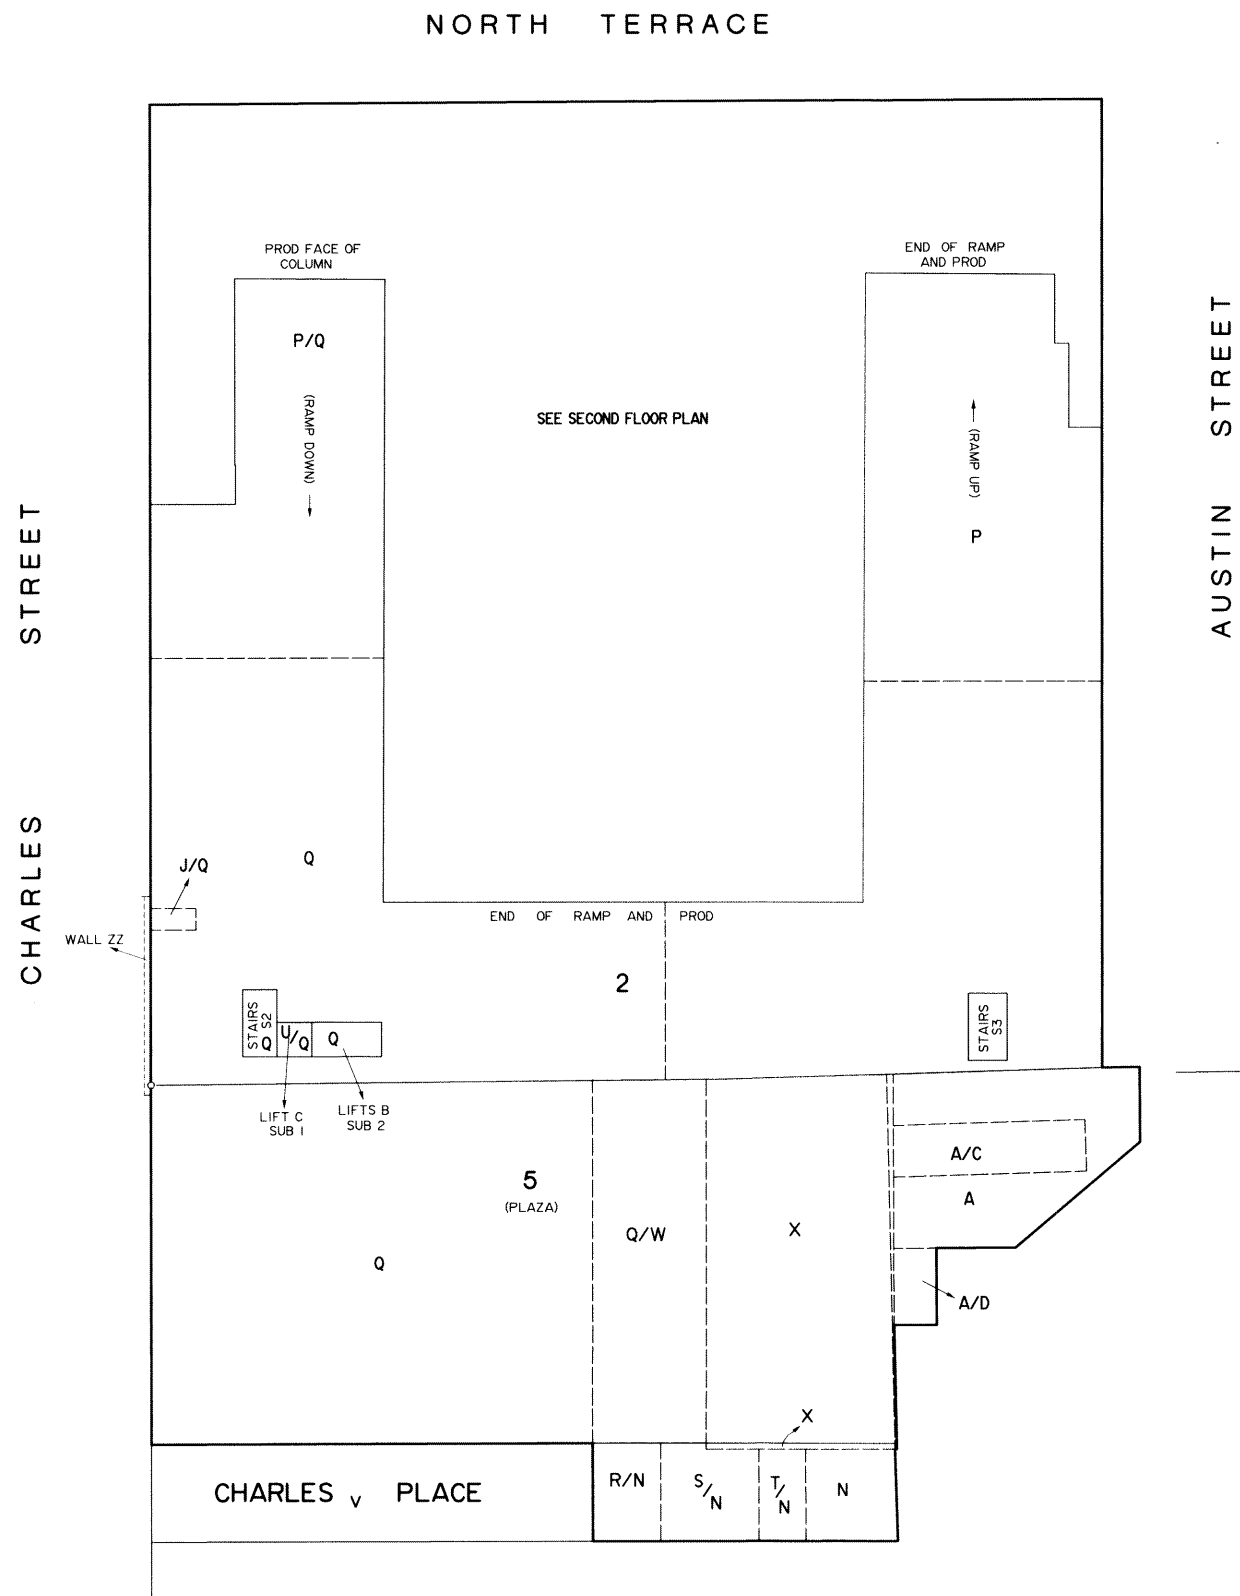 NORTH TERRACE
PROD FACE OF
COLUMN
END OF RAMP
AND PROD
P/Q
(RAMP DOWN)
SEE SECOND FLOOR PLAN
(RAMP UP)
P
CHARLES STREET
AUSTIN STREET
J/Q
Q
WALL ZZ
END OF RAMP AND PROD
2
STAIRS
S2
Q
U/Q
Q
STAIRS
S3
LIFT C
SUB 1
LIFTS B
SUB 2
5
(PLAZA)
Q
Q/W
X
A/C
A
A/D
X
CHARLES v PLACE
R/N
S/N
T/N
N